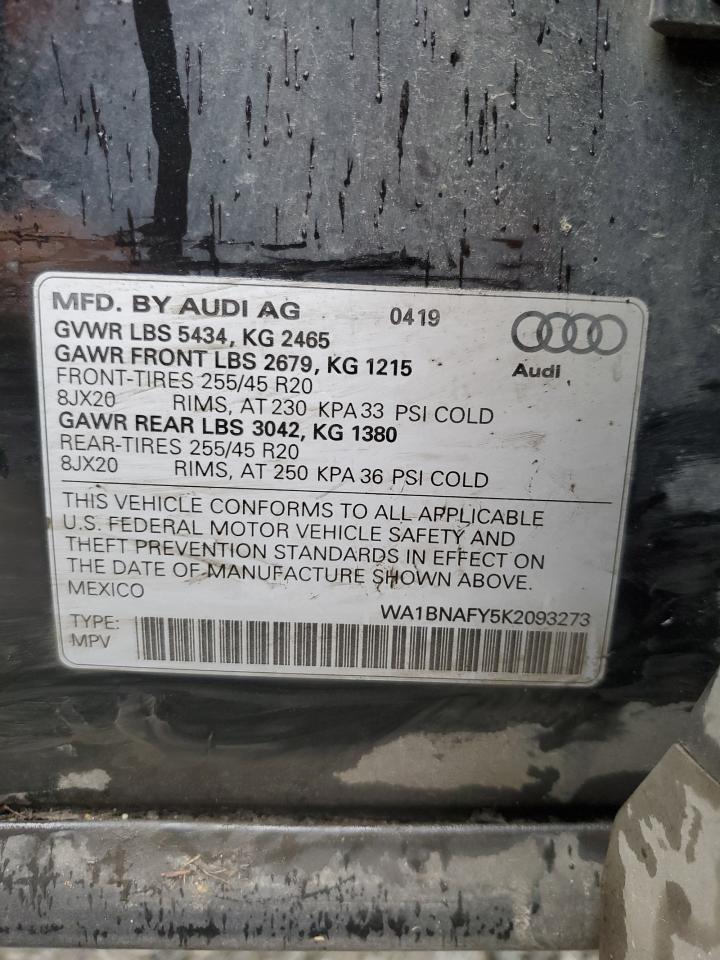 MFD. BY AUDI AG 0419
GVWR LBS 5434, KG 2465
GAWR FRONT LBS 2679, KG 1215
Audi
FRONT-TIRES 255/45 R20
8JX20 RIMS, AT 230 KPA 33 PSI COLD
GAWR REAR LBS 3042, KG 1380
REAR-TIRES 255/45 R20
8JX20 RIMS, AT 250 KPA 36 PSI COLD
THIS VEHICLE CONFORMS TO ALL APPLICABLE
U.S. FEDERAL MOTOR VEHICLE SAFETY AND
THEFT PREVENTION STANDARDS IN EFFECT ON
THE DATE OF MANUFACTURE SHOWN ABOVE.
MEXICO
WA1BNAFY5K2093273
TYPE:
MPV